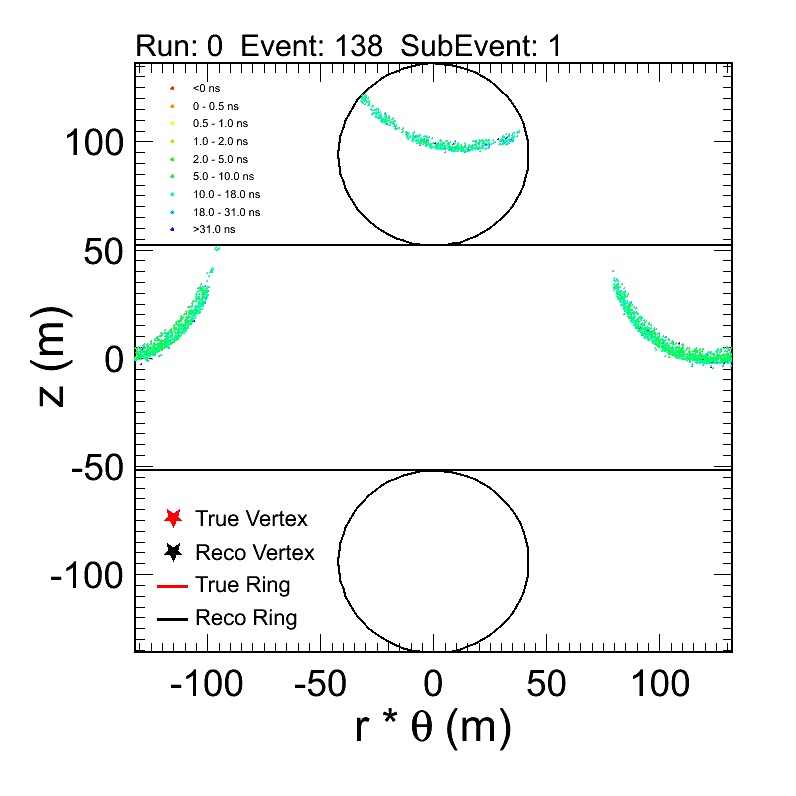 Run: 0 Event: 138 SubEvent: 1
<0 ns
0 - 0.5 ns
0.5 - 1.0 ns
1.0 - 2.0 ns
2.0 - 5.0 ns
5.0 - 10.0 ns
10.0 - 18.0 ns
18.0 - 31.0 ns
>31.0 ns
100
50
0
-50
-100
z (m)
True Vertex
Reco Vertex
True Ring
Reco Ring
-100 -50 0 50 100
r * θ (m)